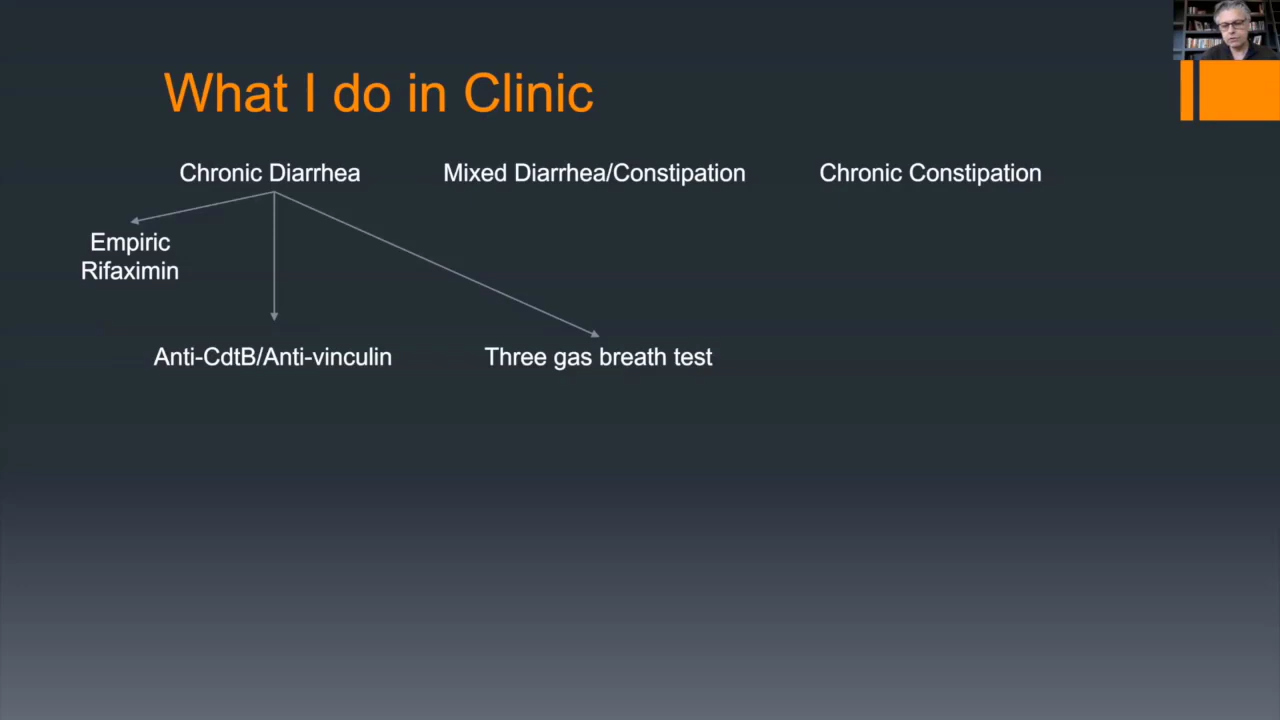 What I do in Clinic
Chronic Diarrhea
Mixed Diarrhea/Constipation
Chronic Constipation
Empiric
Rifaximin
Anti-CdtB/Anti-vinculin
Three gas breath test